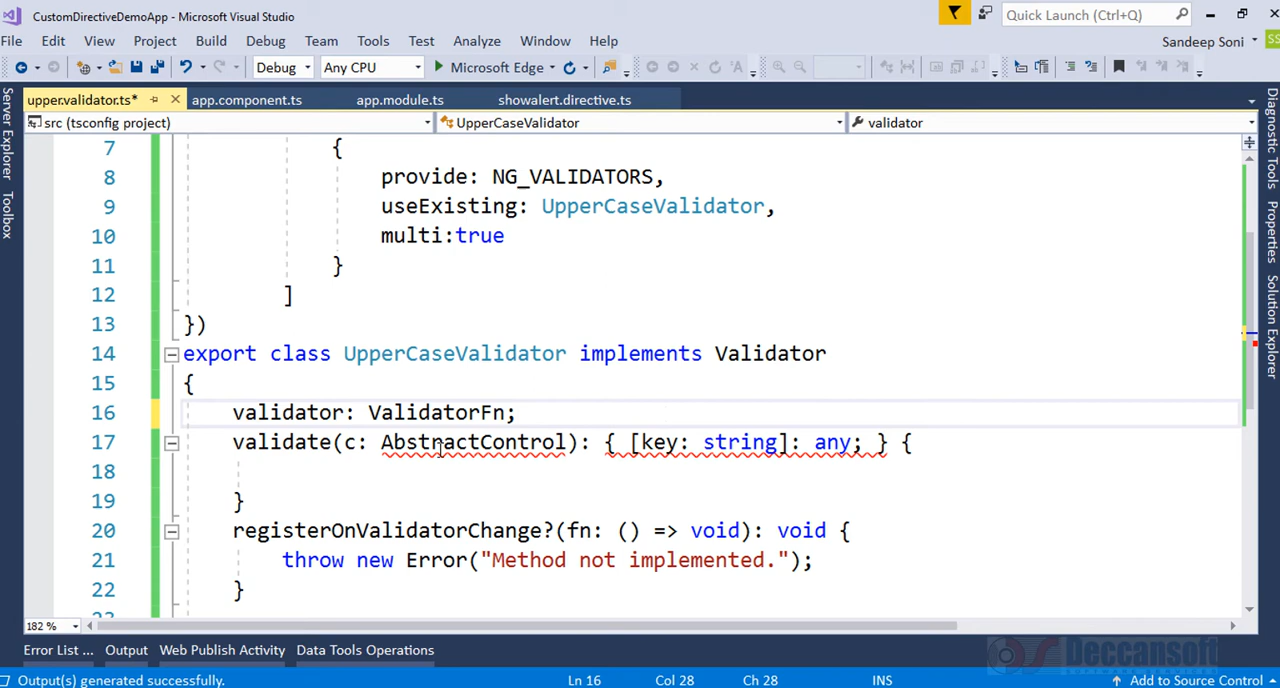 CustomDirectiveDemoApp - Microsoft Visual Studio
Quick Launch (Ctrl+Q)
File Edit View Project Build Debug Team Tools Test Analyze Window Help
Sandeep Soni SS
Debug Any CPU Microsoft Edge
upper.validator.ts* app.component.ts app.module.ts showalert.directive.ts
src (tsconfig project) UpperCaseValidator validator
Server Explorer
Toolbox
7 {
8 provide: NG_VALIDATORS,
9 useExisting: UpperCaseValidator,
10 multi:true
11 }
12 ]
13 })
14 export class UpperCaseValidator implements Validator
15 {
16 validator: ValidatorFn;
17 validate(c: AbstractControl): { [key: string]: any; } {
18
19 }
20 registerOnValidatorChange?(fn: () => void): void {
21 throw new Error("Method not implemented.");
22 }
23
Diagnostic Tools
Properties
Solution Explorer
182 %
Deccansoft
Error List ... Output Web Publish Activity Data Tools Operations
Output(s) generated successfully. Ln 16 Col 28 Ch 28 INS Add to Source Control